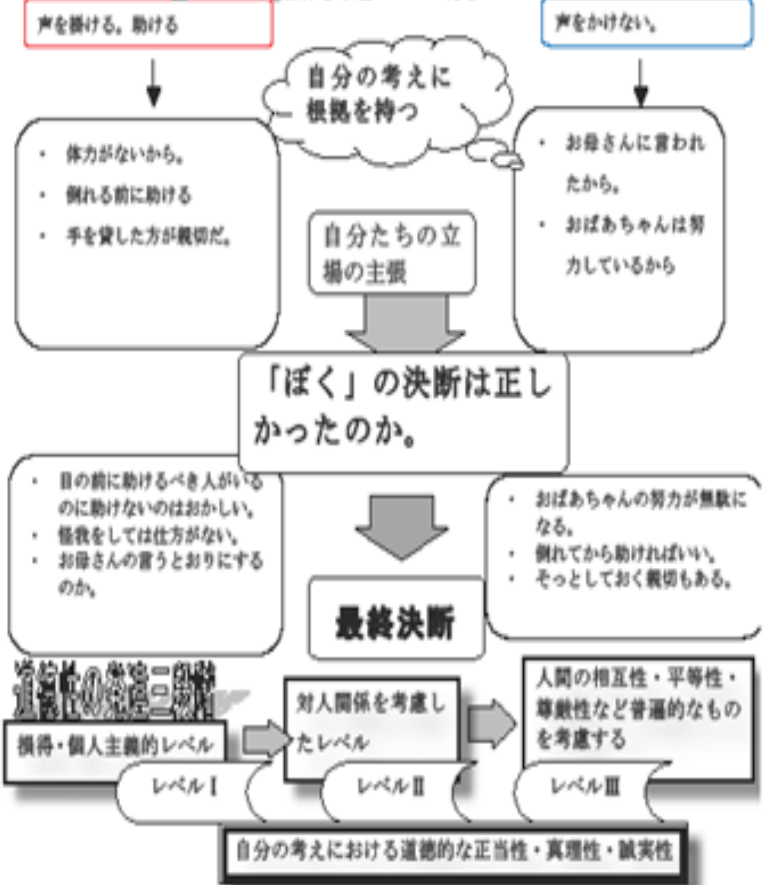 声を掛ける。助ける
声をかけない。
自分の考えに
根拠を持つ
・ 体力がないから。
・ 倒れる前に助ける
・ 手を貸した方が親切だ。
・ お母さんに言われ
たから。
・ おばあちゃんは努
力しているから
自分たちの立
場の主張
「ぼく」の決断は正し
かったのか。
・ 目の前に助けるべき人がいる
のに助けないのはおかしい。
・ 怪我をしては仕方がない。
・ お母さんの言うとおりにする
のか。
・ おばあちゃんの努力が無駄に
なる。
・ 倒れてから助ければいい。
・ そっとしておく親切もある。
最終決断
道徳性の発達三段階
損得・個人主義的レベル
対人関係を考慮し
たレベル
人間の相互性・平等性・
尊厳性など普遍的なもの
を考慮する
レベルⅠ
レベルⅡ
レベルⅢ
自分の考えにおける道徳的な正当性・真理性・誠実性